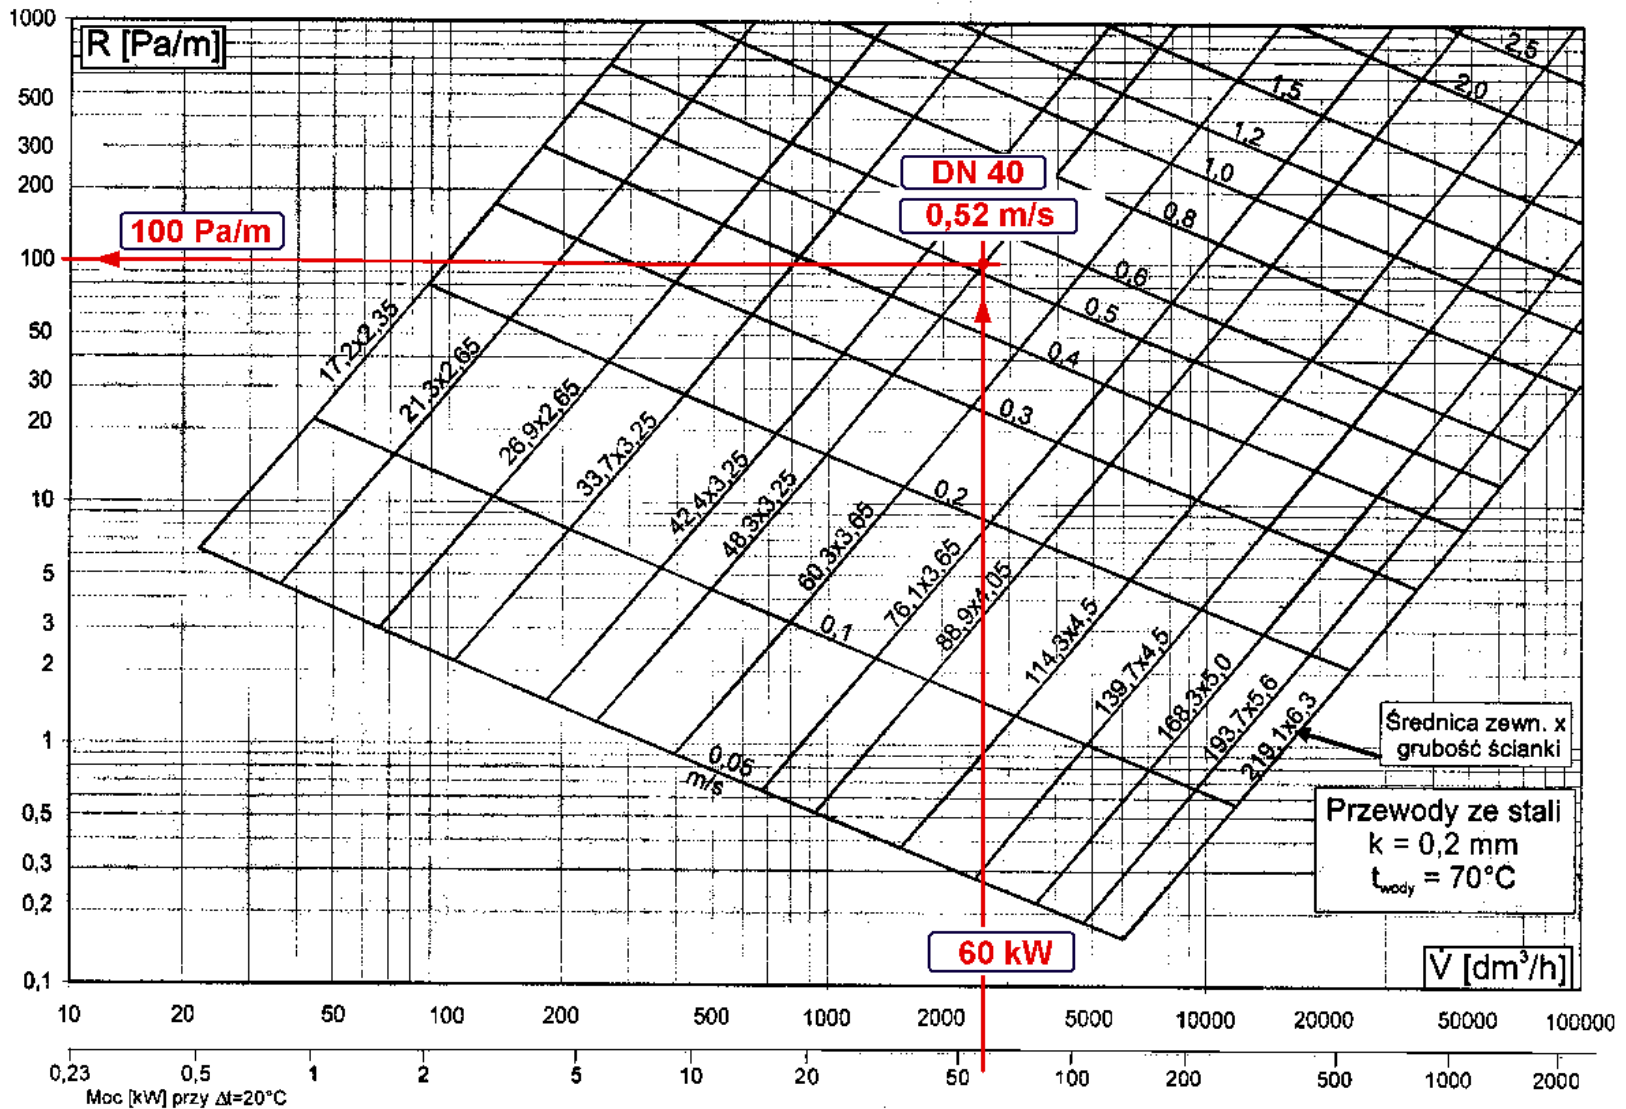 1000
R [Pa/m]
500
300
200
100
50
30
20
10
5
3
2
1
0,5
0,3
0,2
0,1
100 Pa/m
DN 40
0,52 m/s
60 kW
2,5
2,0
1,5
1,2
1,0
0,8
0,6
0,5
0,4
0,3
0,2
0,1
0,05
m/s
17,2x2,35
21,3x2,65
26,9x2,65
33,7x3,25
42,4x3,25
48,3x3,25
60,3x3,65
76,1x3,65
88,9x4,05
114,3x4,5
139,7x4,5
168,3x5,0
193,7x5,6
219,1x6,3
Średnica zewn. x
grubość ścianki
Przewody ze stali
k = 0,2 mm
twody = 70°C
V̇ [dm³/h]
10 20 50 100 200 500 1000 2000 5000 10000 20000 50000 100000
0,23 0,5 1 2 5 10 20 50 100 200 500 1000 2000
Moc [kW] przy Δt=20°C